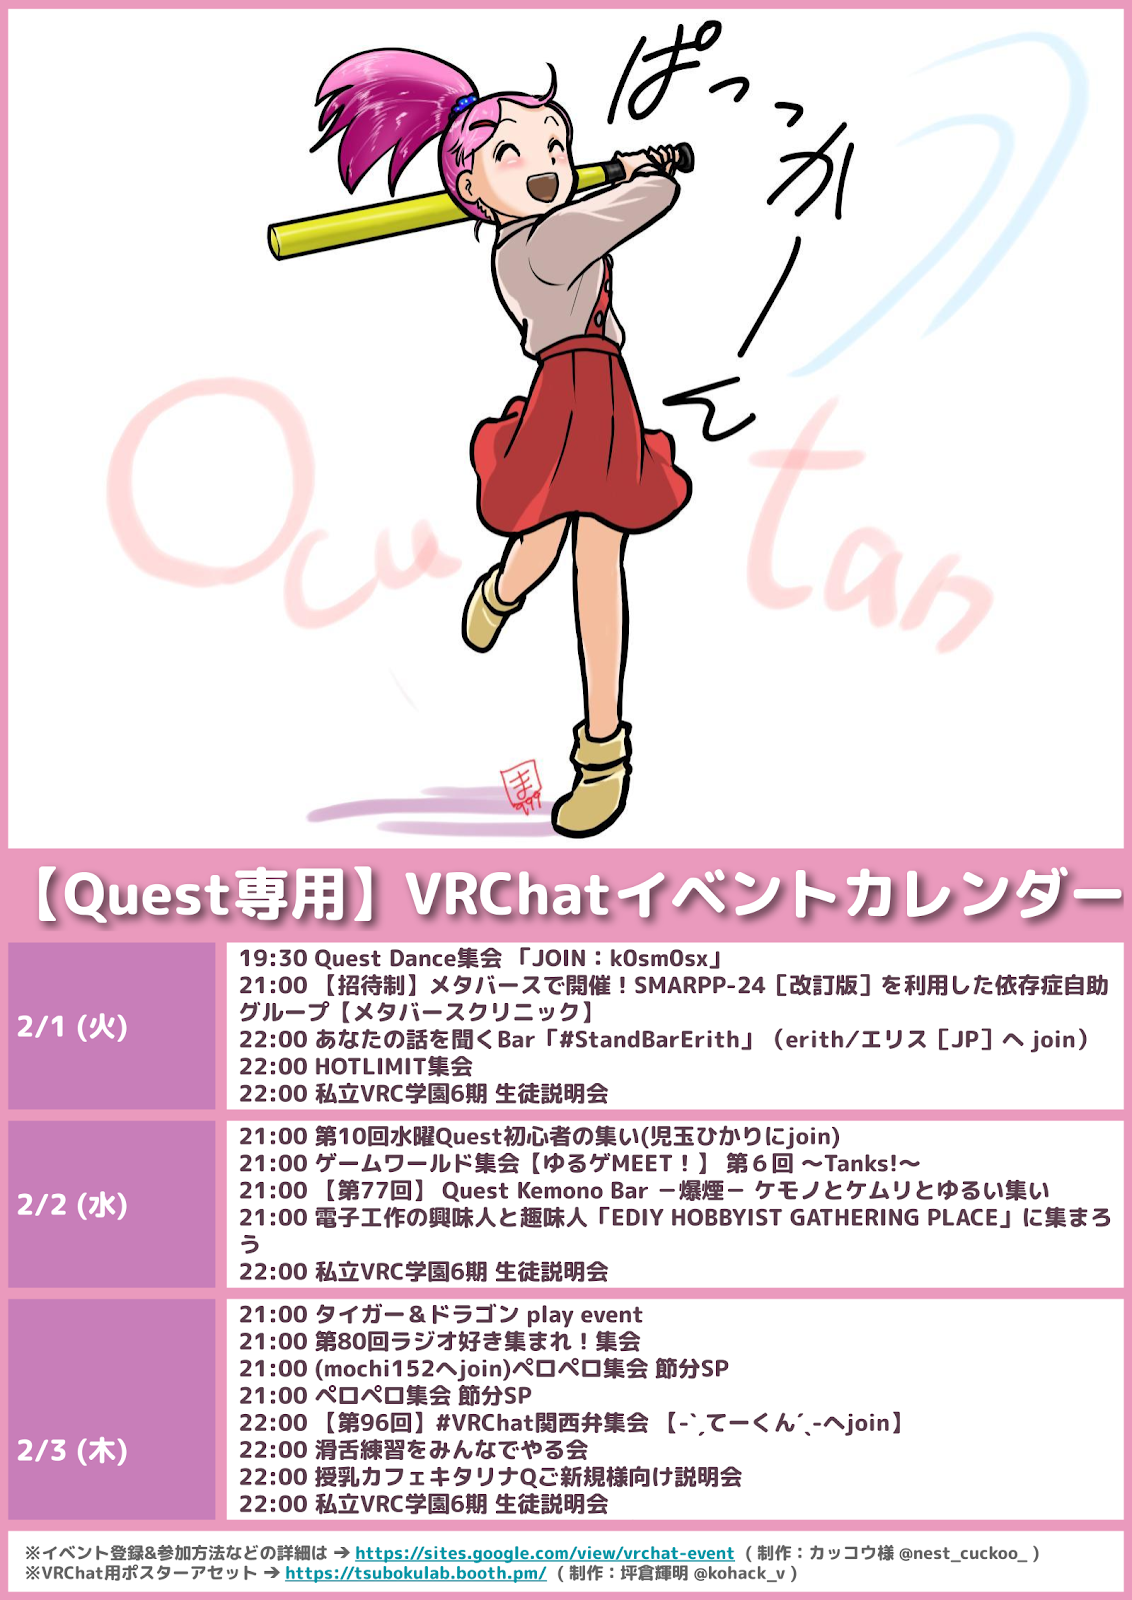 ぱっっかーん
Ocu tan
ま
999
【Quest専用】VRChatイベントカレンダー
2/1 (火)
19:30 Quest Dance集会 「JOIN：k0sm0sx」
21:00 【招待制】メタバースで開催！SMARPP-24［改訂版］を利用した依存症自助
グループ【メタバースクリニック】
22:00 あなたの話を聞くBar「#StandBarErith」（erith/エリス［JP］へ join）
22:00 HOTLIMIT集会
22:00 私立VRC学園6期 生徒説明会
2/2 (水)
21:00 第10回水曜Quest初心者の集い(児玉ひかりにjoin)
21:00 ゲームワールド集会【ゆるゲMEET！】 第６回 ～Tanks!～
21:00 【第77回】 Quest Kemono Bar －爆煙－ ケモノとケムリとゆるい集い
21:00 電子工作の興味人と趣味人「EDIY HOBBYIST GATHERING PLACE」に集まろ
う
22:00 私立VRC学園6期 生徒説明会
2/3 (木)
21:00 タイガー＆ドラゴン play event
21:00 第80回ラジオ好き集まれ！集会
21:00 (mochi152へjoin)ペロペロ集会 節分SP
21:00 ペロペロ集会 節分SP
22:00 【第96回】#VRChat関西弁集会 【-ˋˏてーくんˊˎ-へjoin】
22:00 滑舌練習をみんなでやる会
22:00 授乳カフェキタリナQご新規様向け説明会
22:00 私立VRC学園6期 生徒説明会
※イベント登録&参加方法などの詳細は ➔ https://sites.google.com/view/vrchat-event （ 制作：カッコウ様 @nest_cuckoo_ ）
※VRChat用ポスターアセット ➔ https://tsubokulab.booth.pm/ （ 制作：坪倉輝明 @kohack_v ）